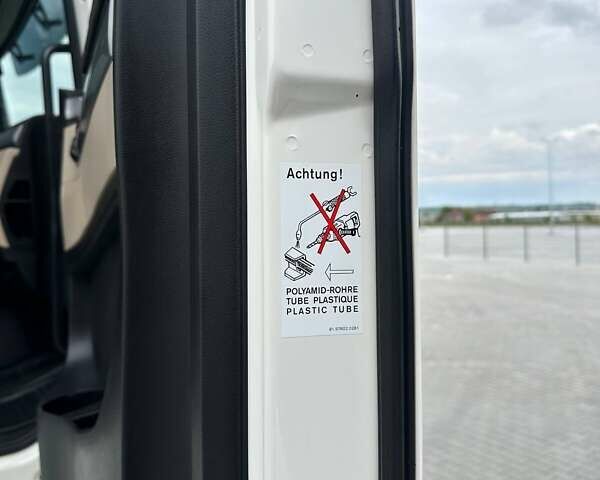 Achtung!
POLYAMID-ROHRE
TUBE PLASTIQUE
PLASTIC TUBE